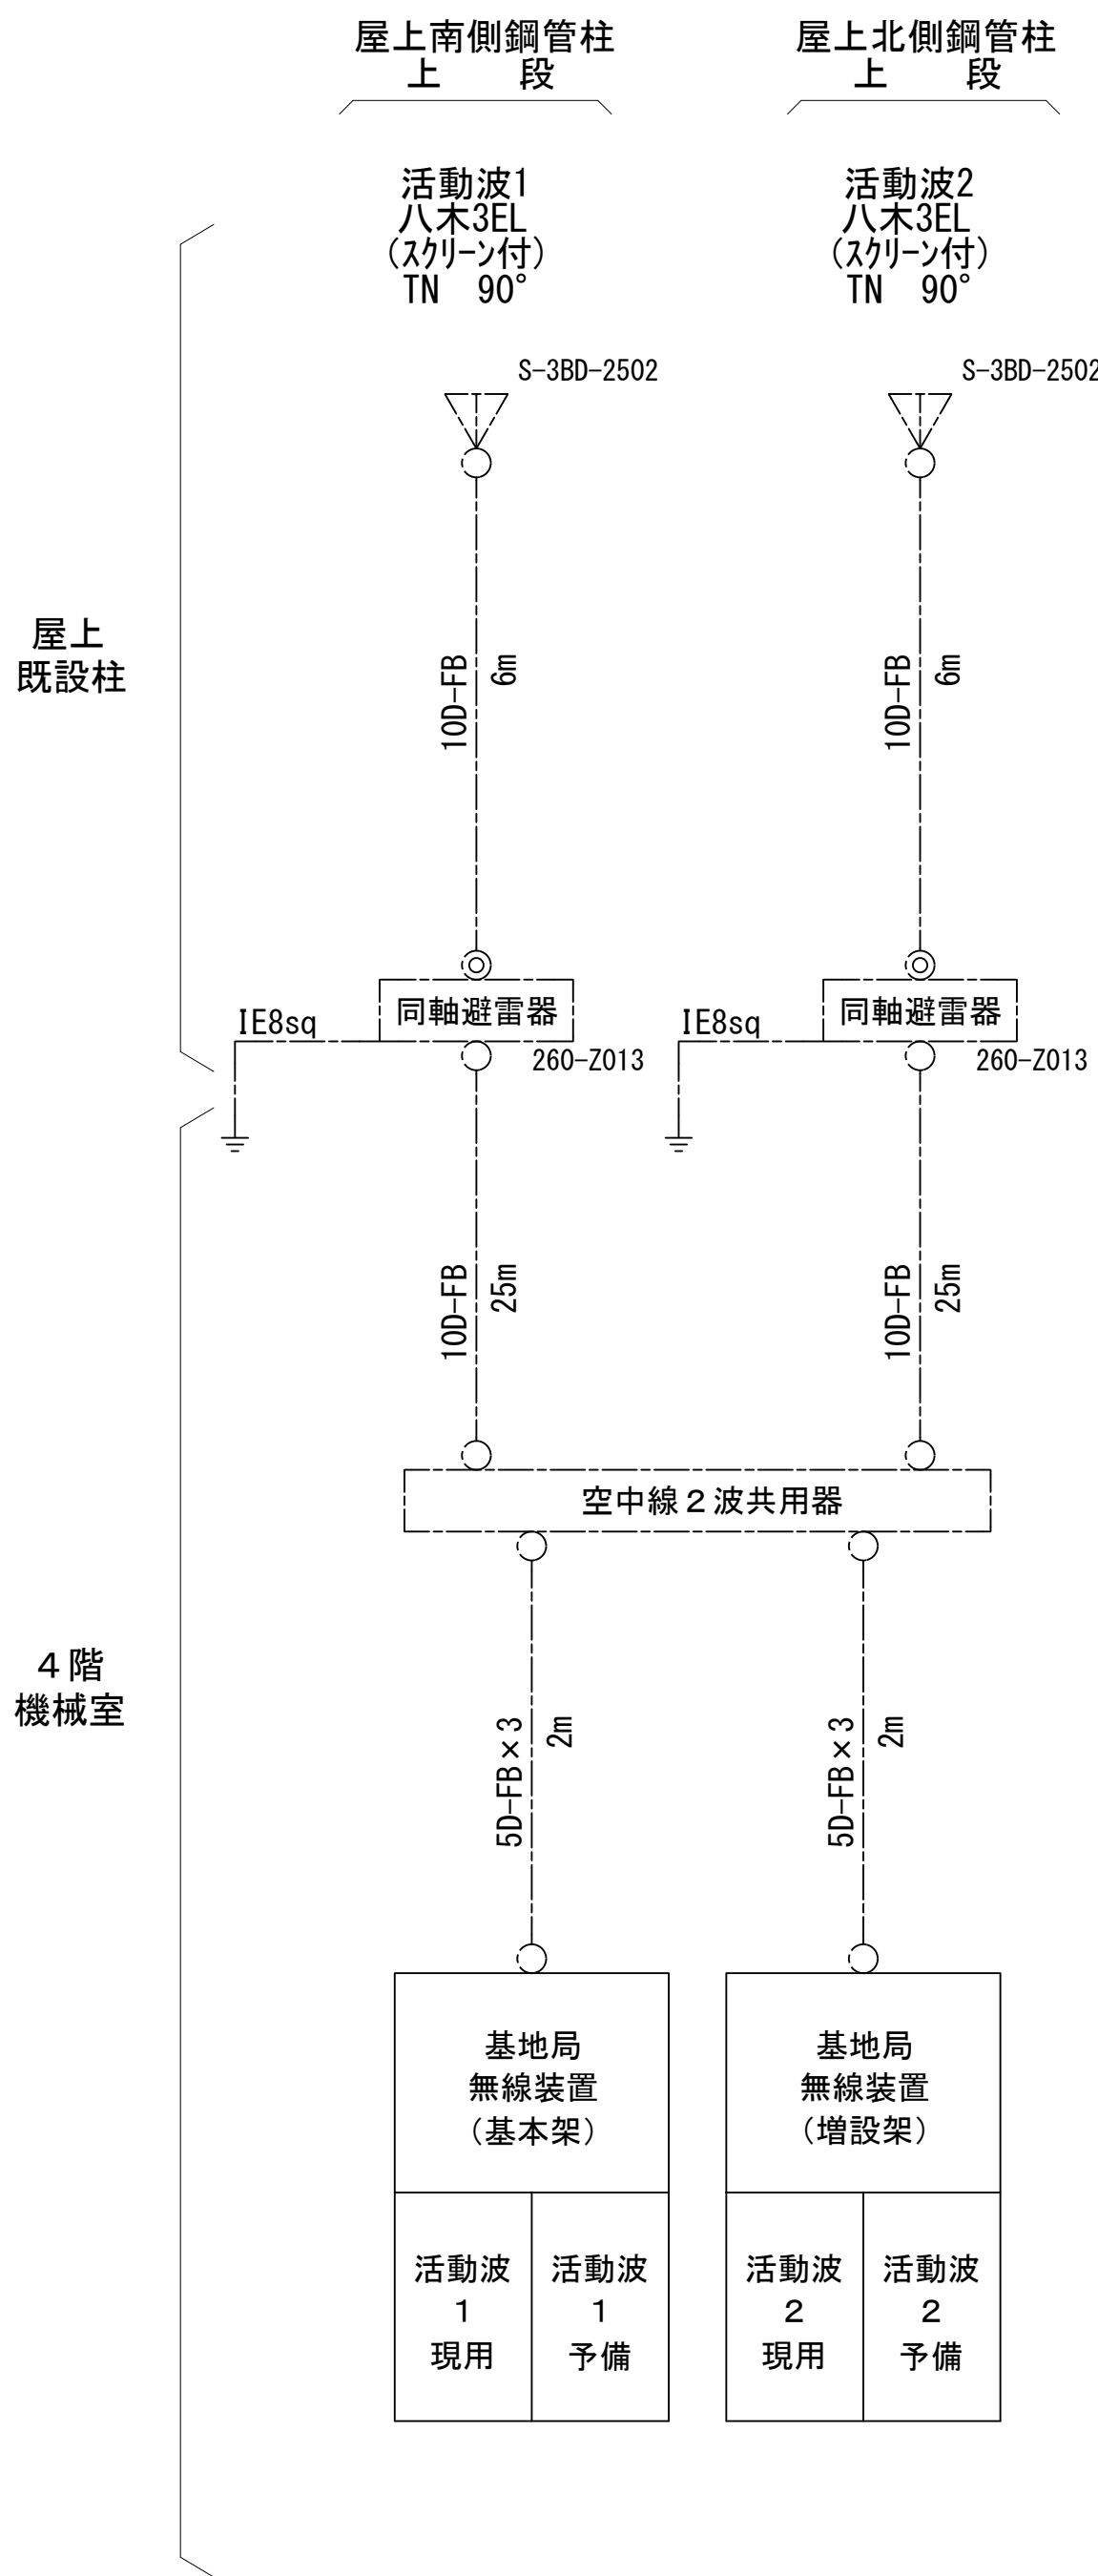 屋上南側鋼管柱
上　段
屋上北側鋼管柱
上　段
活動波1
八木3EL
(ｽｸﾘｰﾝ付)
TN　90°
活動波2
八木3EL
(ｽｸﾘｰﾝ付)
TN　90°
S-3BD-2502
S-3BD-2502
屋上
既設柱
10D-FB
6m
10D-FB
6m
同軸避雷器
同軸避雷器
IE8sq
260-Z013
IE8sq
260-Z013
10D-FB
25m
10D-FB
25m
空中線２波共用器
４階
機械室
5D-FB×3
2m
5D-FB×3
2m
基地局
無線装置
（基本架）
基地局
無線装置
（増設架）
活動波
１
現用
活動波
１
予備
活動波
２
現用
活動波
２
予備